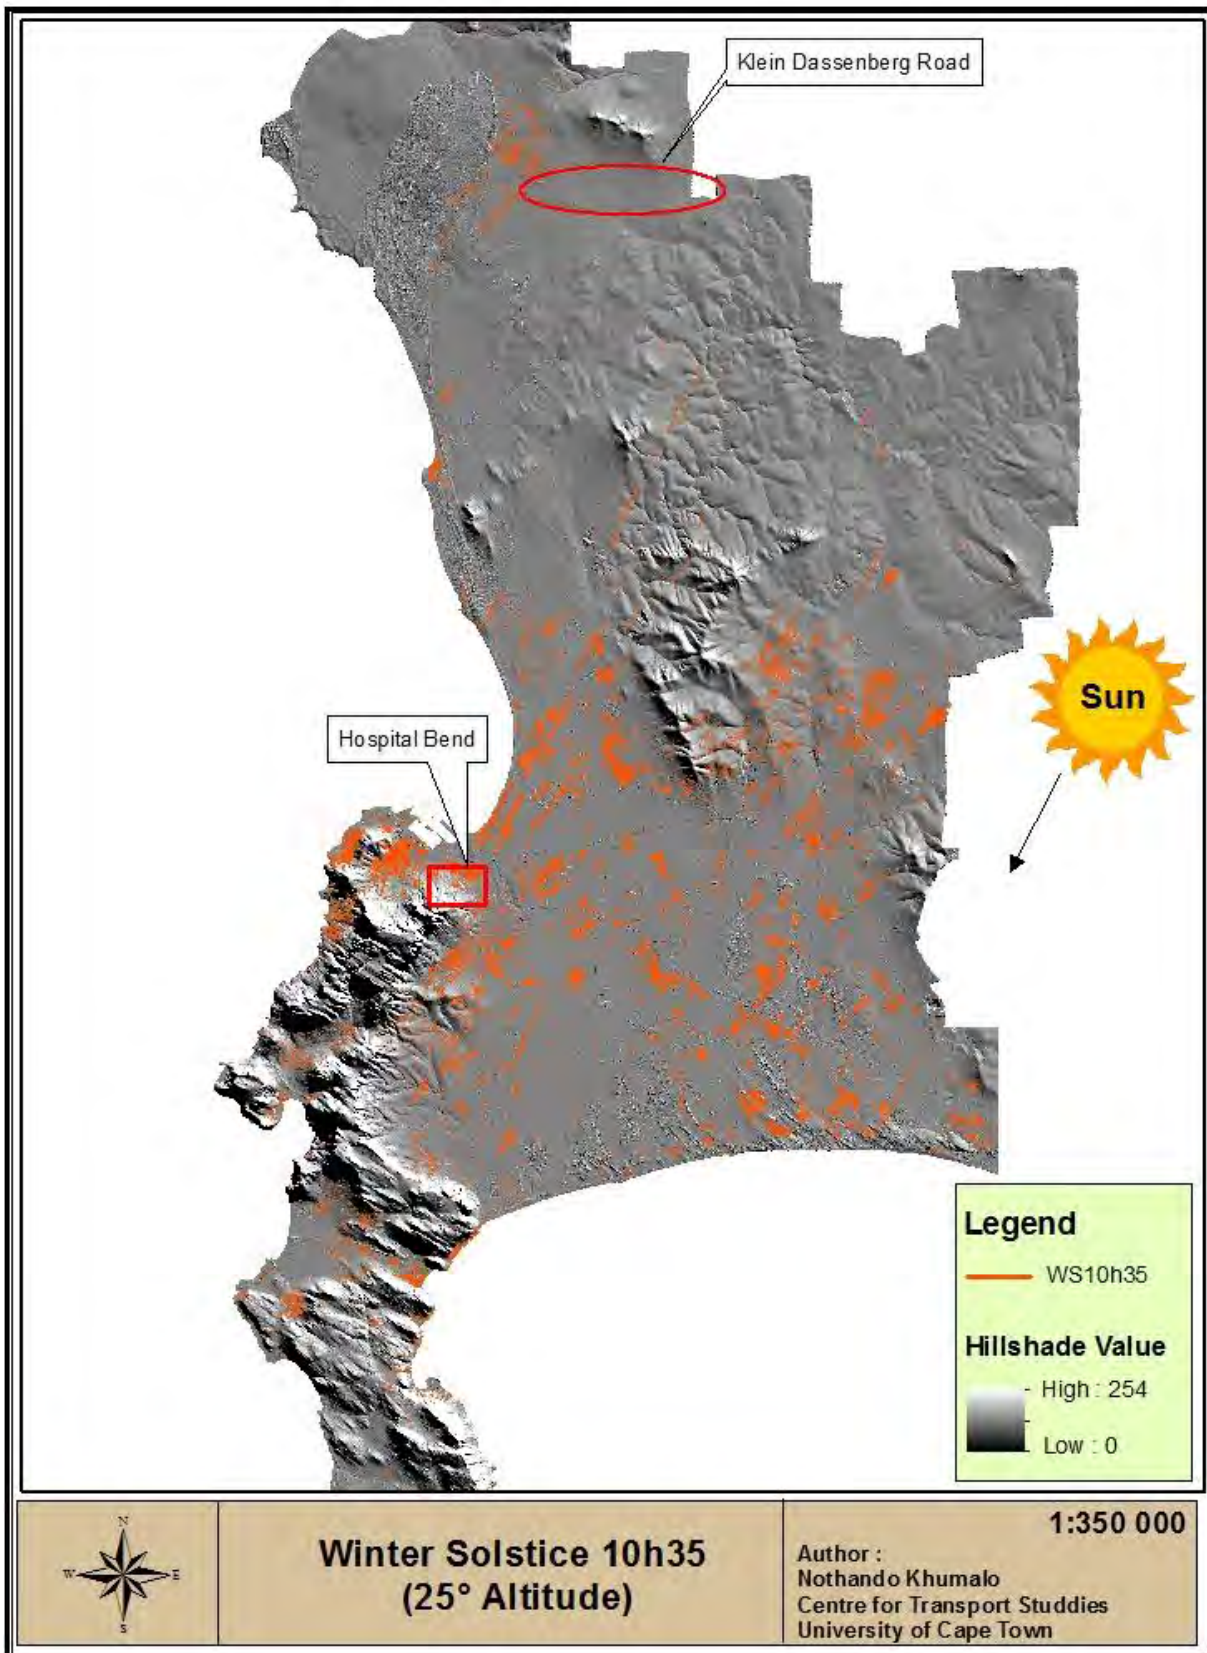 Klein Dassenberg Road
Sun
Hospital Bend
Legend
WS10h35
Hillshade Value
High : 254
Low : 0
N
W E
S
Winter Solstice 10h35
(25° Altitude)
1:350 000
Author :
Nothando Khumalo
Centre for Transport Studdies
University of Cape Town